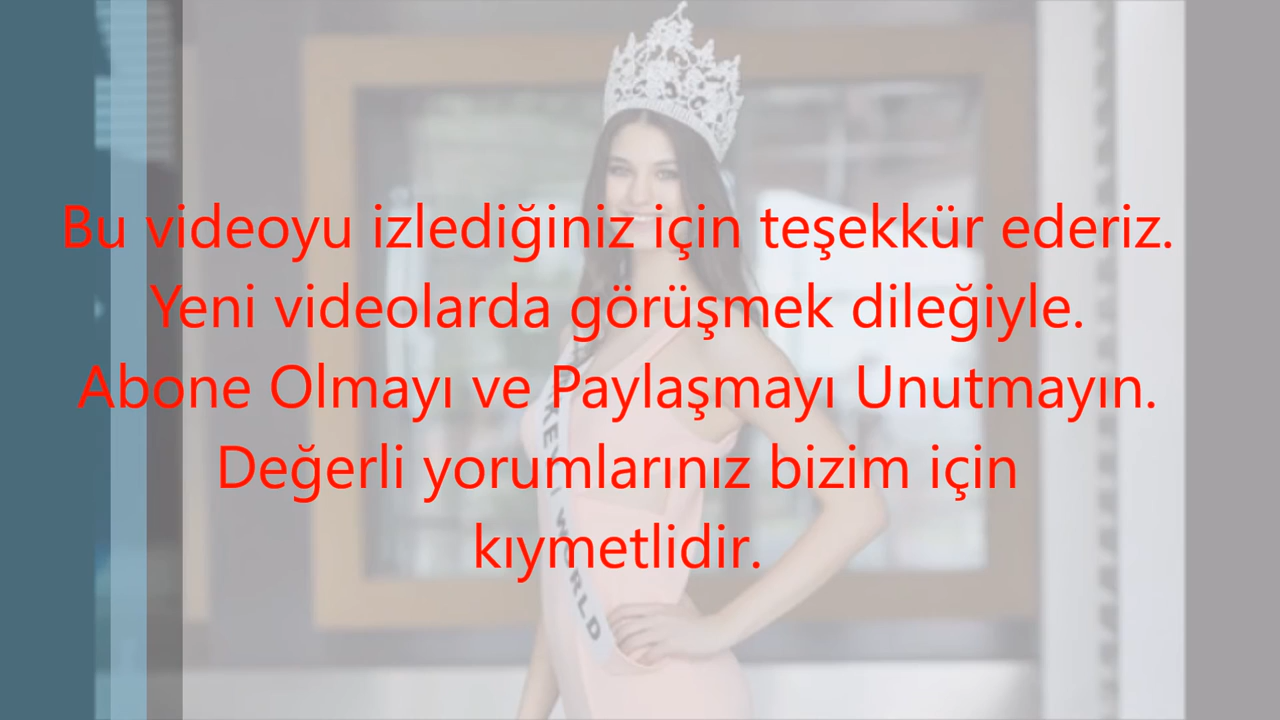 Bu videoyu izlediğiniz için teşekkür ederiz.
Yeni videolarda görüşmek dileğiyle.
Abone Olmayı ve Paylaşmayı Unutmayın.
Değerli yorumlarınız bizim için
kıymetlidir.
WORLD